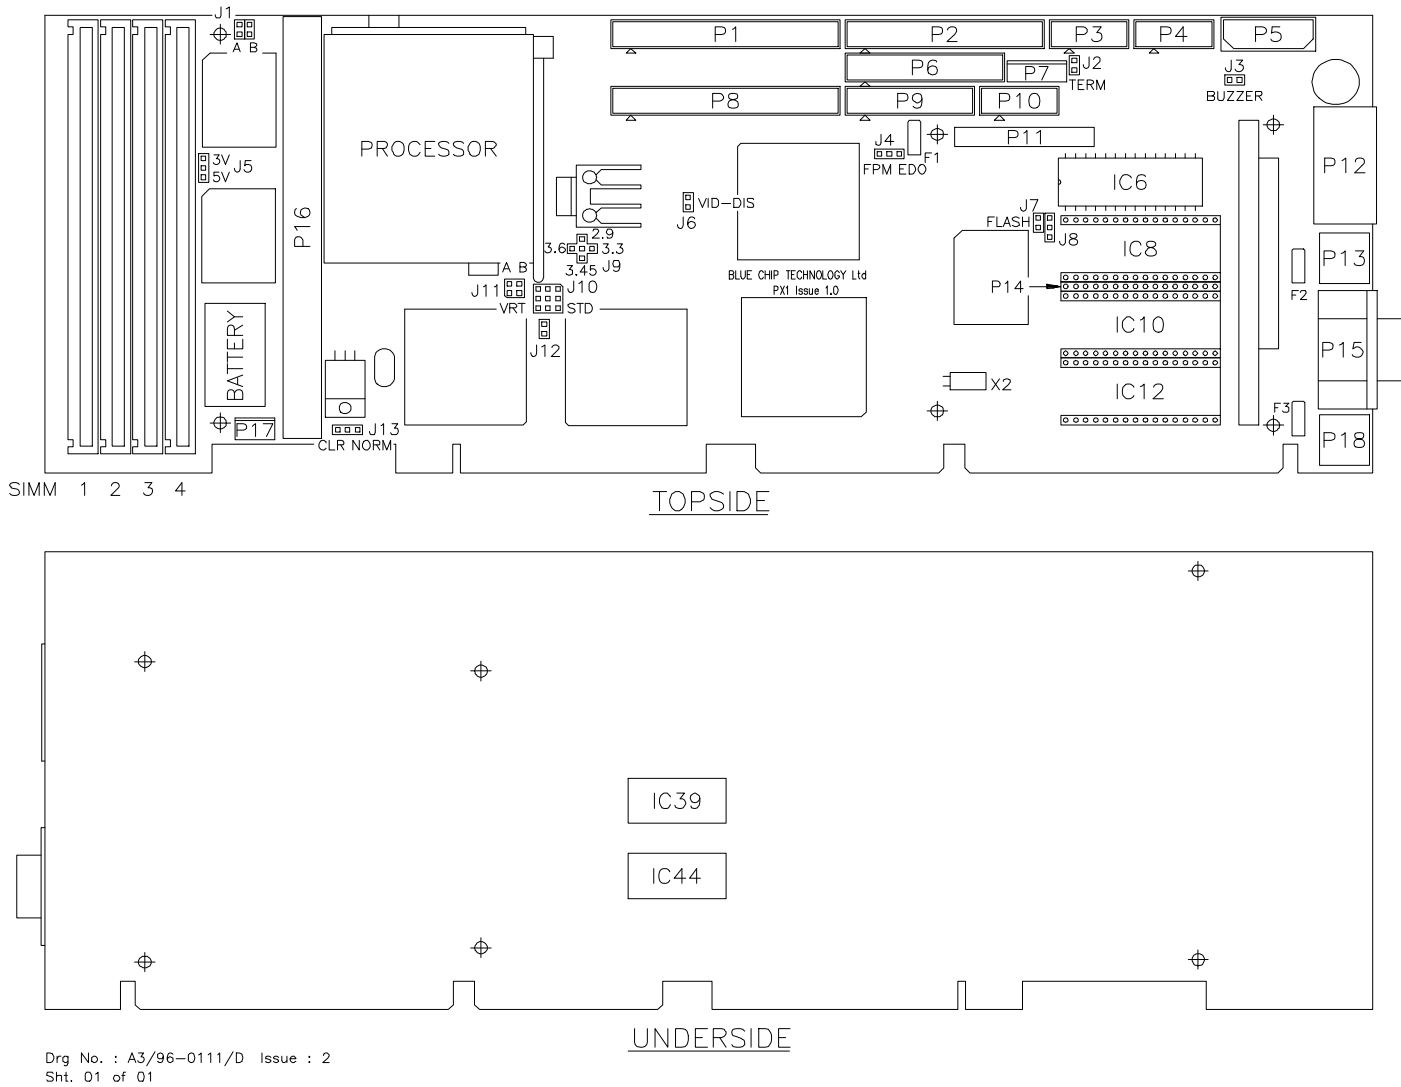 J1
A B
P1
P2
P3
P4
P5
P6
P7
J2
TERM
J3
BUZZER
P8
P9
P10
PROCESSOR
J4
F1
FPM EDO
P11
3V
J5
5V
P12
IC6
VID-DIS
J6
J7
FLASH
J8
P16
2.9
3.6
3.3
3.45
J9
IC8
P13
A B
J11
J10
VRT
STD
J12
BLUE CHIP TECHNOLOGY Ltd
PX1 Issue 1.0
P14
F2
IC10
P15
BATTERY
X2
IC12
F3
P17
J13
CLR NORM
P18
SIMM 1 2 3 4
TOPSIDE
IC39
IC44
UNDERSIDE
Drg No. : A3/96-0111/D Issue : 2
Sht. 01 of 01